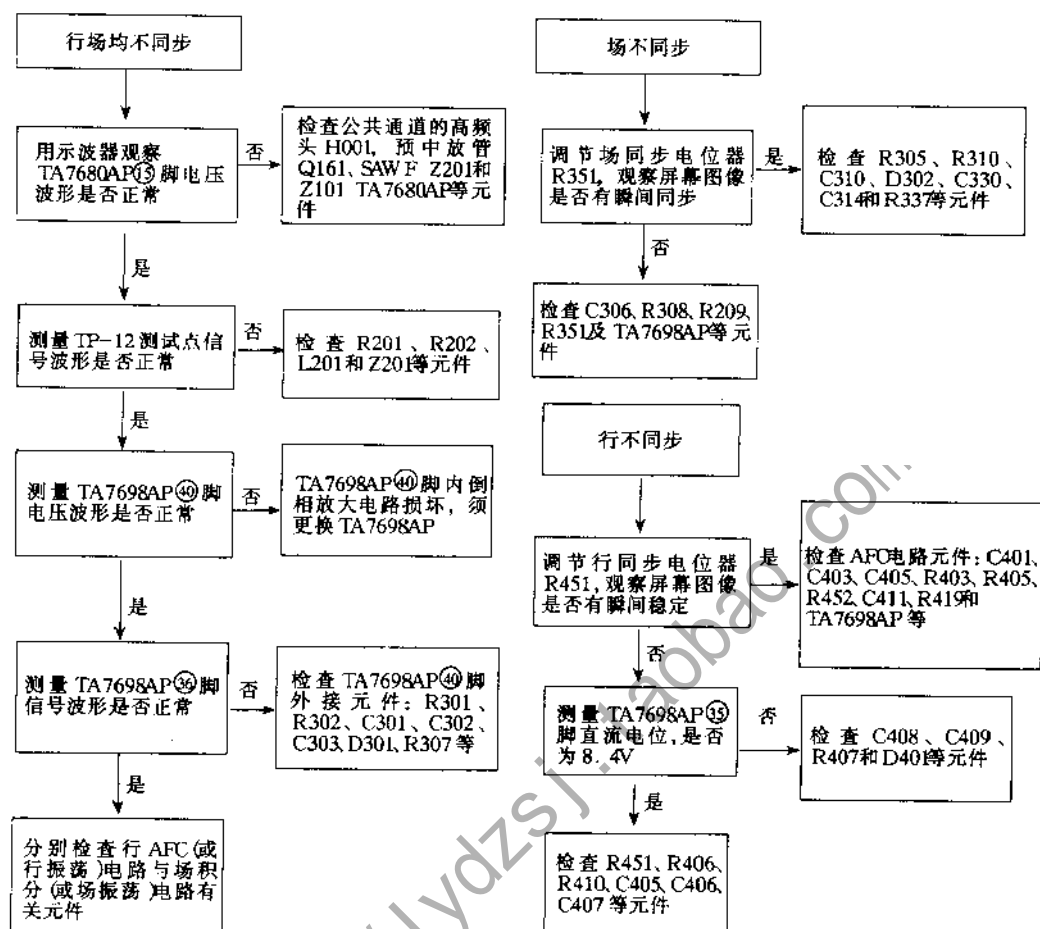 行场均不同步
用示波器观察
TA7680AP⑮脚电压
波形是否正常
否
检查公共通道的高频
头H001, 预中放管
Q161、SAWF Z201和
Z101 TA7680AP等元
件
是
测量TP-12测试点信
号波形是否正常
否
检查R201、R202、
L201和Z201等元件
是
测量TA7698AP㊵脚
电压波形是否正常
否
TA7698AP㊵脚内倒
相放大电路损坏, 须
更换TA7698AP
是
测量TA7698AP㊱脚
信号波形是否正常
否
检查TA7698AP㊵脚
外接元件: R301、
R302、C301、C302、
C303、D301、R307等
是
分别检查行AFC(或
行振荡)电路与场积
分(或场振荡)电路有
关元件
场不同步
调节场同步电位器
R351, 观察屏幕图像
是否有瞬间同步
是
检查R305、R310、
C310、D302、C330、
C314和R337等元件
否
检查C306、R308、R209、
R351及TA7698AP等元
件
行不同步
调节行同步电位器
R451, 观察屏幕图像
是否有瞬间稳定
是
检查AFC电路元件: C401、
C403、C405、R403、R405、
R452、C411、R419和
TA7698AP等
否
测量TA7698AP㉟
脚直流电位, 是否
为8.4V
否
检查C408、C409、
R407和D401等元件
是
检查R451、R406、
R410、C405、C406、
C407等元件
lydzsj.taobao.com